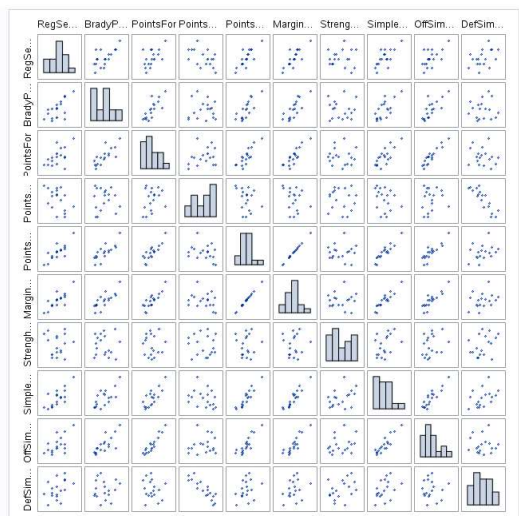 RegSe... BradyP... PointsFor Points... Points... Margin... Streng... Simple... OffSim... DefSim...
RegSe...
BradyP...
PointsFor
Points...
Points...
Margin...
Strengh...
Simple...
OffSim...
DefSim...